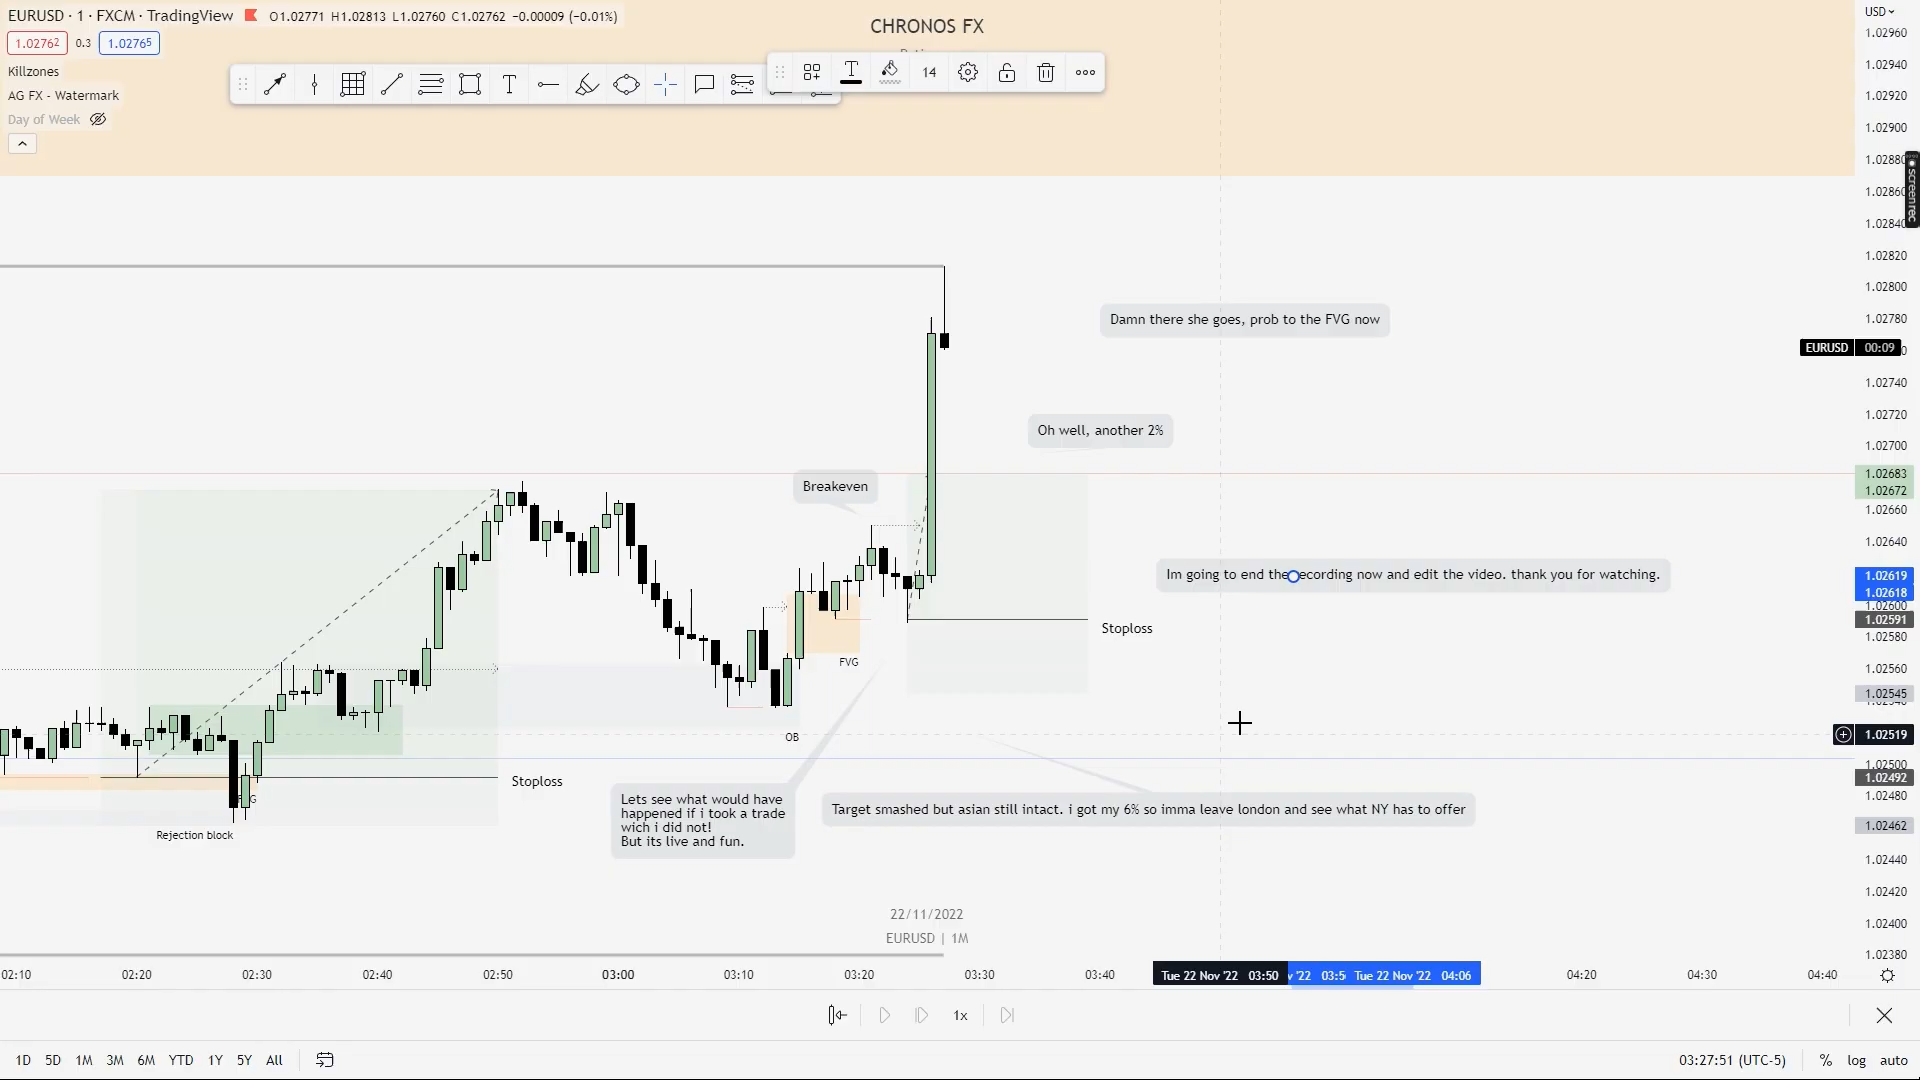 EURUSD · 1 · FXCM · TradingView O1.02771 H1.02813 L1.02760 C1.02762 −0.00009 (−0.01%)
1.02762 0.3 1.02765
Killzones
AG FX - Watermark
Day of Week
CHRONOS FX
14
USD
1.02960
1.02940
1.02920
1.02900
1.02880
1.02860
1.02840
1.02820
1.02800
1.02780
EURUSD 00:09
1.02740
1.02720
1.02700
1.02683
1.02672
1.02660
1.02640
1.02619
1.02618
1.02600
1.02591
1.02580
1.02560
1.02545
1.02519
1.02500
1.02492
1.02480
1.02462
1.02440
1.02420
1.02400
1.02380
screenrec
Damn there she goes, prob to the FVG now
Oh well, another 2%
Breakeven
Im going to end the ecording now and edit the video. thank you for watching.
Stoploss
FVG
OB
Stoploss
Rejection block
Lets see what would have
happened if i took a trade
wich i did not!
But its live and fun.
Target smashed but asian still intact. i got my 6% so imma leave london and see what NY has to offer
22/11/2022
EURUSD | 1M
02:10 02:20 02:30 02:40 02:50 03:00 03:10 03:20 03:30 03:40 Tue 22 Nov '22 03:50 '22 03:5 Tue 22 Nov '22 04:06 04:20 04:30 04:40
1x
1D 5D 1M 3M 6M YTD 1Y 5Y All
03:27:51 (UTC-5) % log auto